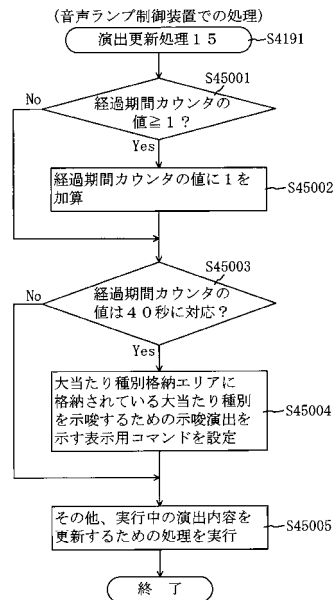 (音声ランプ制御装置での処理)
演出更新処理15
S4191
S45001
経過期間カウンタの
値≧1?
No
Yes
経過期間カウンタの値に1を
加算
S45002
S45003
経過期間カウンタの
値は40秒に対応?
No
Yes
大当たり種別格納エリアに
格納されている大当たり種別
を示唆するための示唆演出を
示す表示用コマンドを設定
S45004
その他、実行中の演出内容を
更新するための処理を実行
S45005
終了